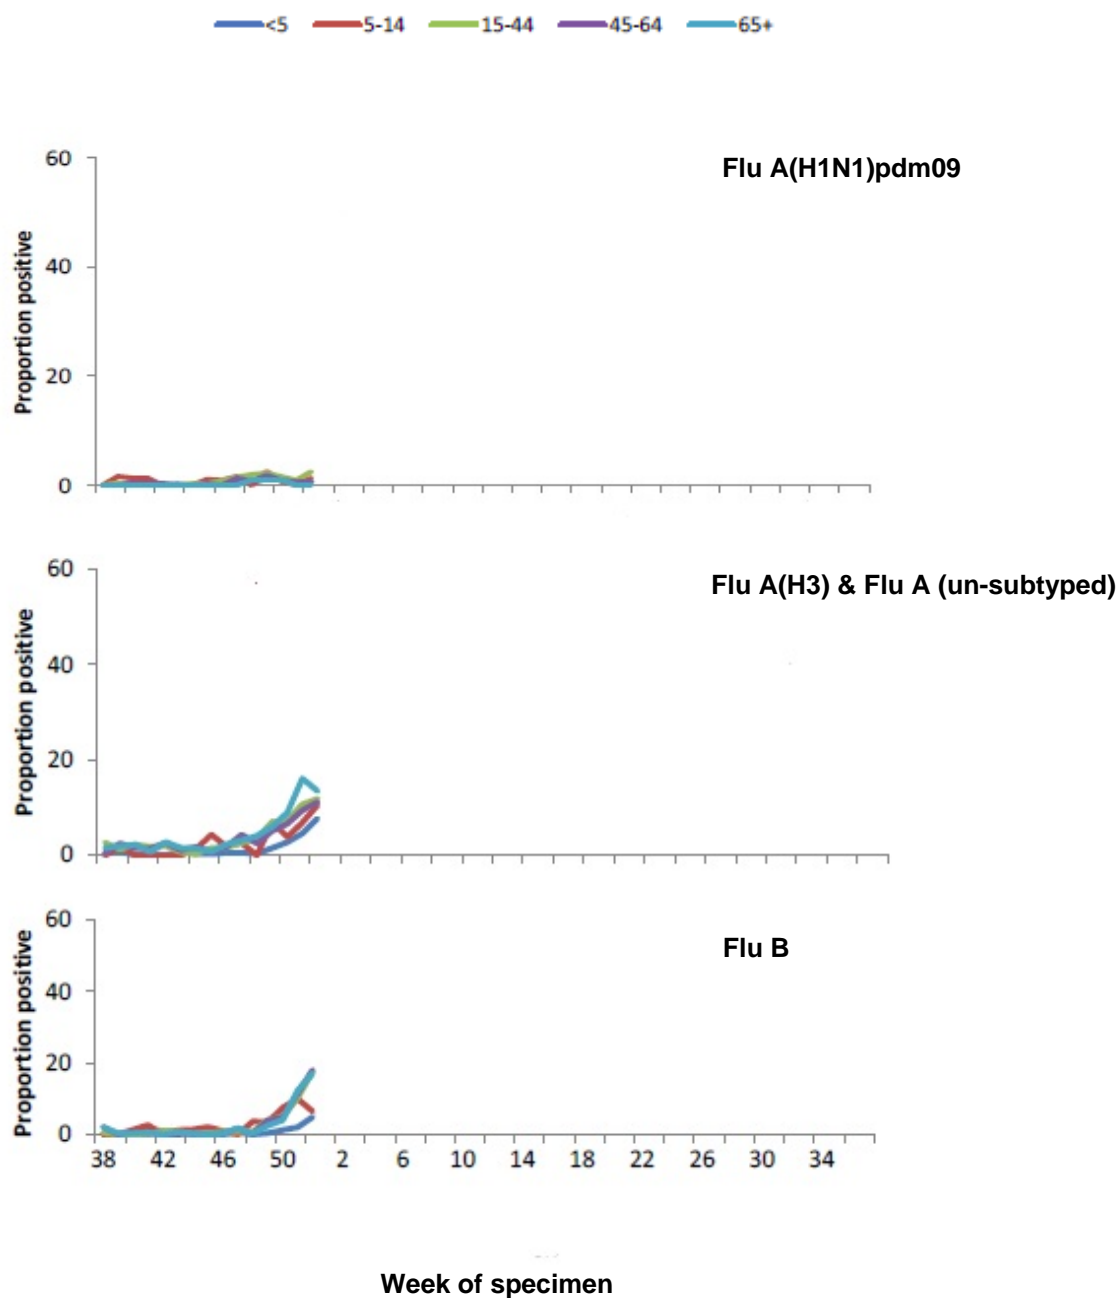 <5 5-14 15-44 45-64 65+
Flu A(H1N1)pdm09
60
40
20
0
Proportion positive
Flu A(H3) & Flu A (un-subtyped)
60
40
20
0
Proportion positive
Flu B
60
40
20
0
Proportion positive
38 42 46 50 2 6 10 14 18 22 26 30 34
Week of specimen